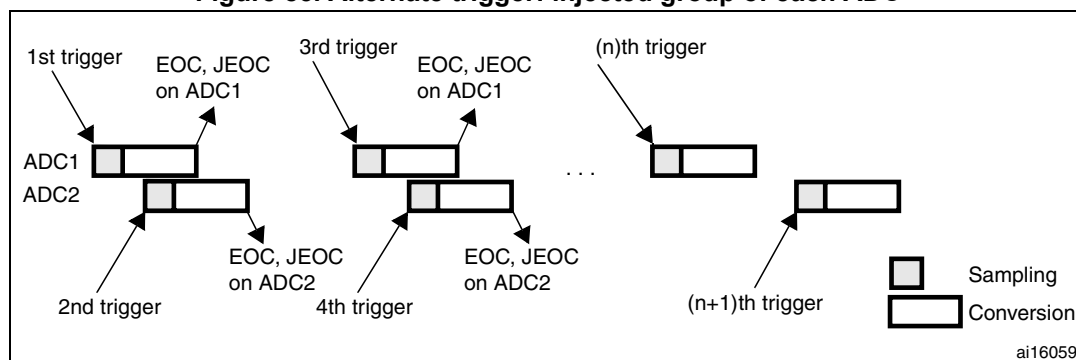 Figure 65. Alternate trigger: injected group of each ADC
1st trigger
EOC, JEOC
on ADC1
3rd trigger
EOC, JEOC
on ADC1
(n)th trigger
ADC1
ADC2
. . .
EOC, JEOC
on ADC2
EOC, JEOC
on ADC2
2nd trigger
4th trigger
(n+1)th trigger
Sampling
Conversion
ai16059